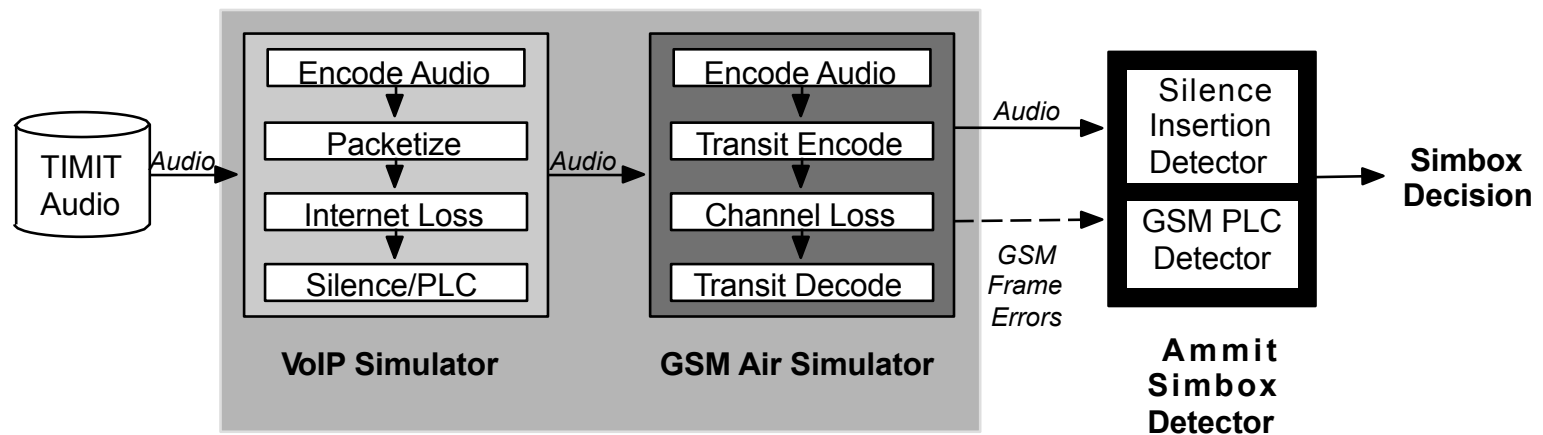 TIMIT
Audio
Audio
Encode Audio
Packetize
Internet Loss
Silence/PLC
VoIP Simulator
Audio
Encode Audio
Transit Encode
Channel Loss
Transit Decode
GSM Air Simulator
Audio
GSM
Frame
Errors
Silence
Insertion
Detector
GSM PLC
Detector
Ammit
Simbox
Detector
Simbox
Decision